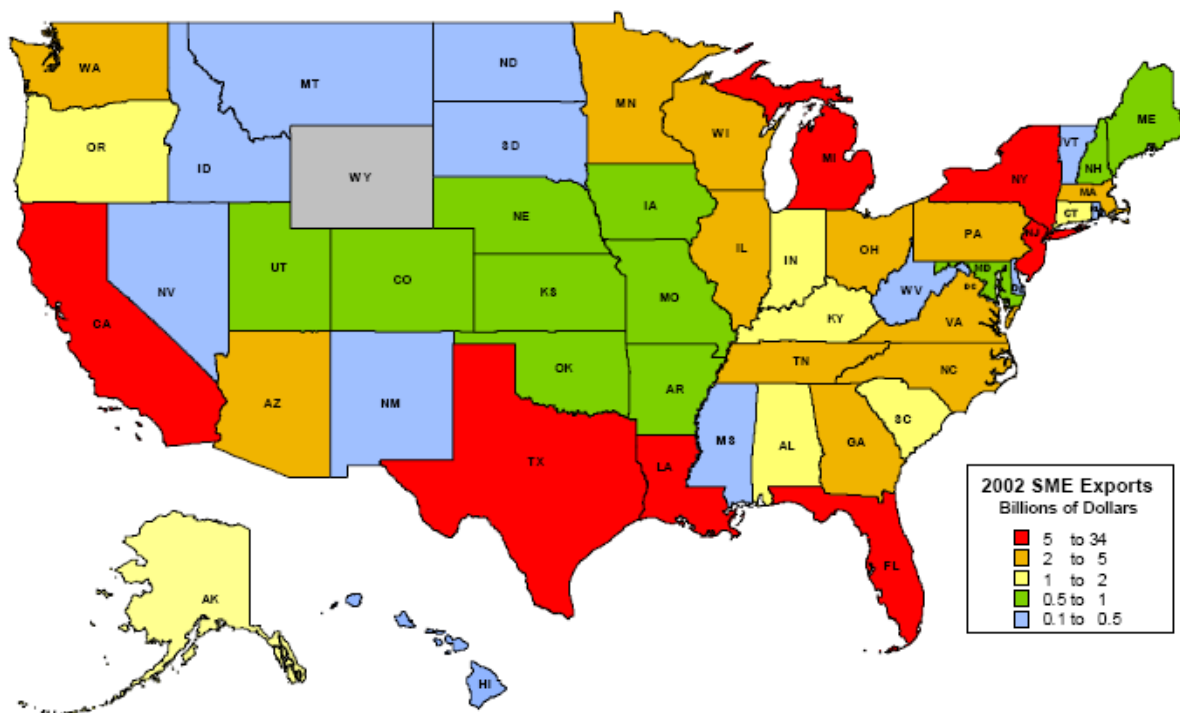 WA
MT
ND
MN
ME
OR
ID
SD
WI
MI
VT
NH
NY
MA
CT
WY
IA
NE
PA
NJ
NV
UT
CO
IL
IN
OH
MD
DC
DE
WV
VA
KS
MO
KY
CA
TN
NC
OK
AR
AZ
NM
SC
MS
AL
GA
TX
LA
FL
AK
HI
2002 SME Exports
Billions of Dollars
5 to 34
2 to 5
1 to 2
0.5 to 1
0.1 to 0.5